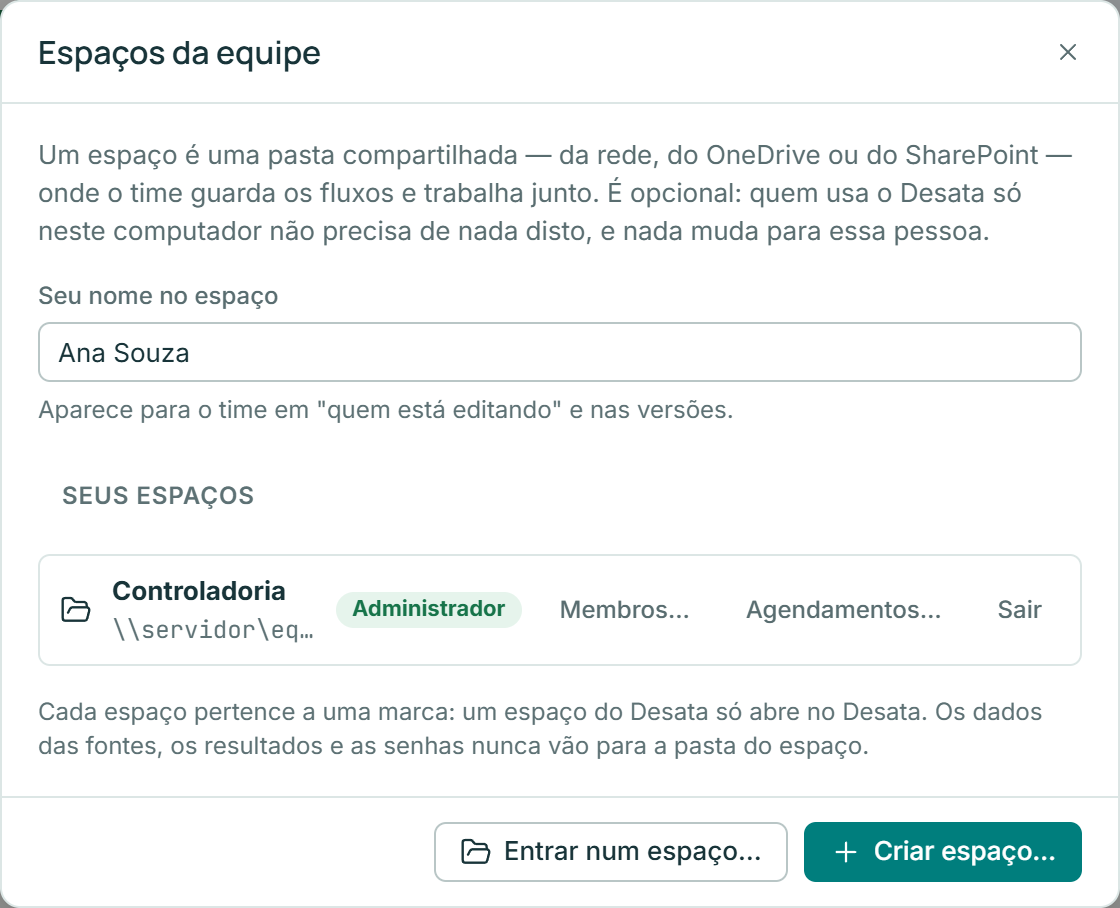 Espaços da equipe
Um espaço é uma pasta compartilhada — da rede, do OneDrive ou do SharePoint —
onde o time guarda os fluxos e trabalha junto. É opcional: quem usa o Desata só
neste computador não precisa de nada disto, e nada muda para essa pessoa.
Seu nome no espaço
Ana Souza
Aparece para o time em "quem está editando" e nas versões.
SEUS ESPAÇOS
Controladoria
\\servidor\eq…
Administrador
Membros…
Agendamentos…
Sair
Cada espaço pertence a uma marca: um espaço do Desata só abre no Desata. Os dados
das fontes, os resultados e as senhas nunca vão para a pasta do espaço.
Entrar num espaço…
Criar espaço…